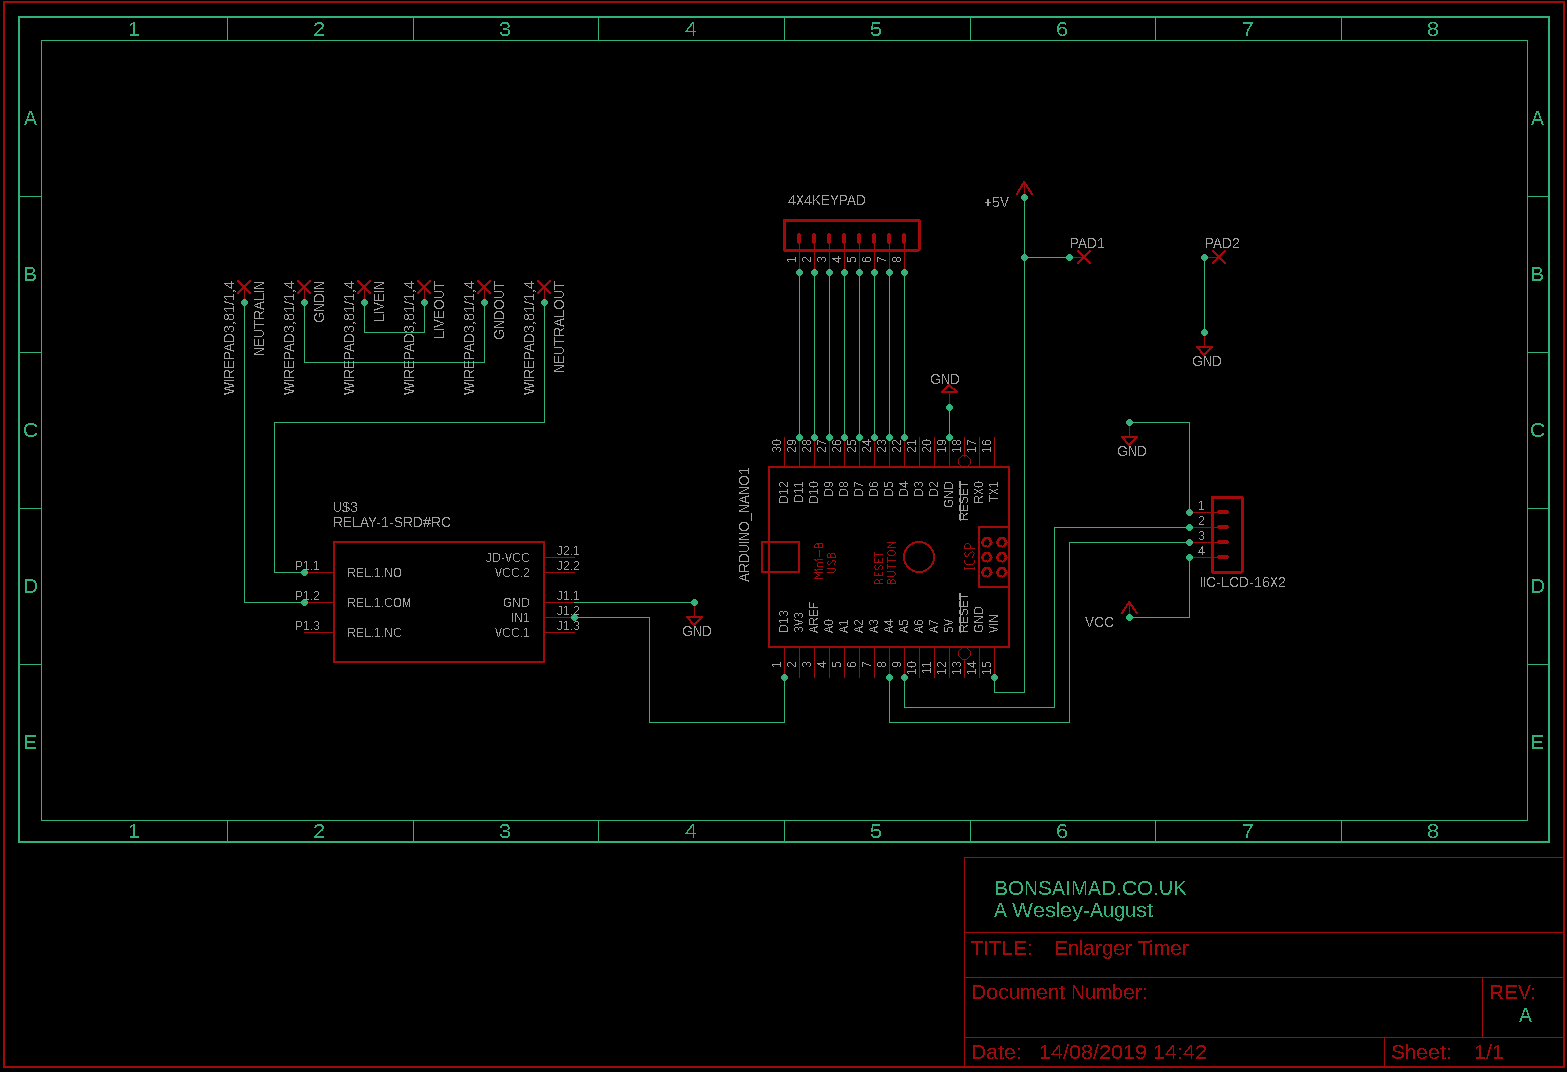 1 2 3 4 5 6 7 8
A A
4X4KEYPAD
1 2 3 4 5 6 7 8
+5V
PAD1
PAD2
GND
B B
WIREPAD3,81/1,4 NEUTRALIN
WIREPAD3,81/1,4 GNDIN
WIREPAD3,81/1,4 LIVEIN
WIREPAD3,81/1,4 LIVEOUT
WIREPAD3,81/1,4 GNDOUT
WIREPAD3,81/1,4 NEUTRALOUT
GND
GND
C C
30 29 28 27 26 25 24 23 22 21 20 19 18 17 16
D12 D11 D10 D9 D8 D7 D6 D5 D4 D3 D2 GND RESET RX0 TX1
ARDUINO_NANO1
Mini-B
USB
RESET
BUTTON
ICSP
D13 3V3 AREF A0 A1 A2 A3 A4 A5 A6 A7 5V RESET GND VIN
1 2 3 4 5 6 7 8 9 10 11 12 13 14 15
U$3
RELAY-1-SRD#RC
P1.1 REL.1.NO
P1.2 REL.1.COM
P1.3 REL.1.NC
JD-VCC J2.1
VCC.2 J2.2
GND J1.1
IN1 J1.2
VCC.1 J1.3
GND
1
2
3
4
IIC-LCD-16X2
VCC
D D
E E
1 2 3 4 5 6 7 8
BONSAIMAD.CO.UK
A Wesley-August
TITLE: Enlarger Timer
Document Number:
REV:
A
Date: 14/08/2019 14:42
Sheet: 1/1